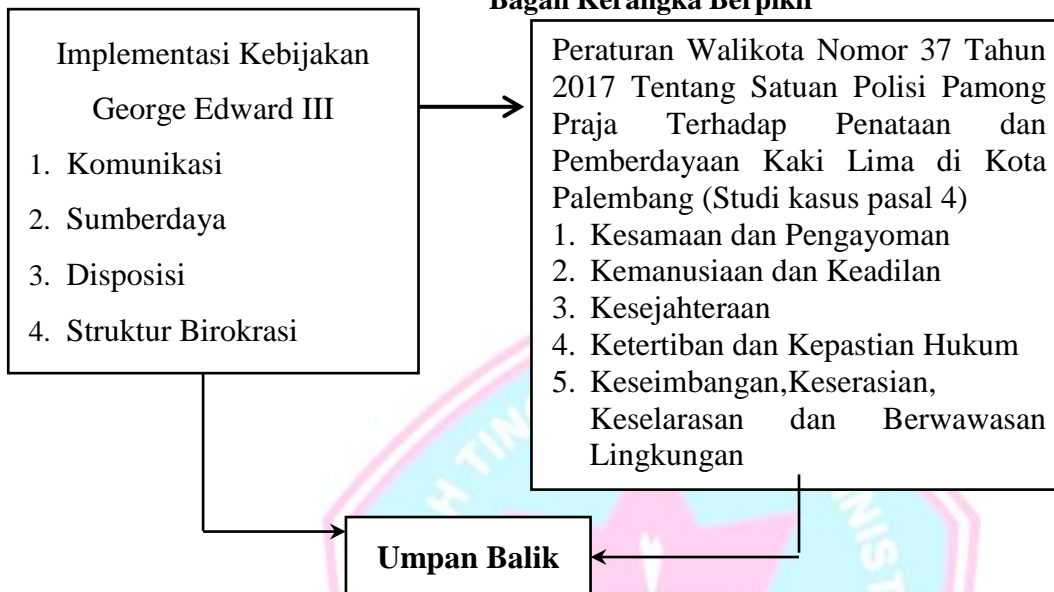 Bagan Kerangka Berpikir
Implementasi Kebijakan
George Edward III
1. Komunikasi
2. Sumberdaya
3. Disposisi
4. Struktur Birokrasi
Peraturan Walikota Nomor 37 Tahun
2017 Tentang Satuan Polisi Pamong
Praja Terhadap Penataan dan
Pemberdayaan Kaki Lima di Kota
Palembang (Studi kasus pasal 4)
1. Kesamaan dan Pengayoman
2. Kemanusiaan dan Keadilan
3. Kesejahteraan
4. Ketertiban dan Kepastian Hukum
5. Keseimbangan,Keserasian,
Keselarasan dan Berwawasan
Lingkungan
Umpan Balik